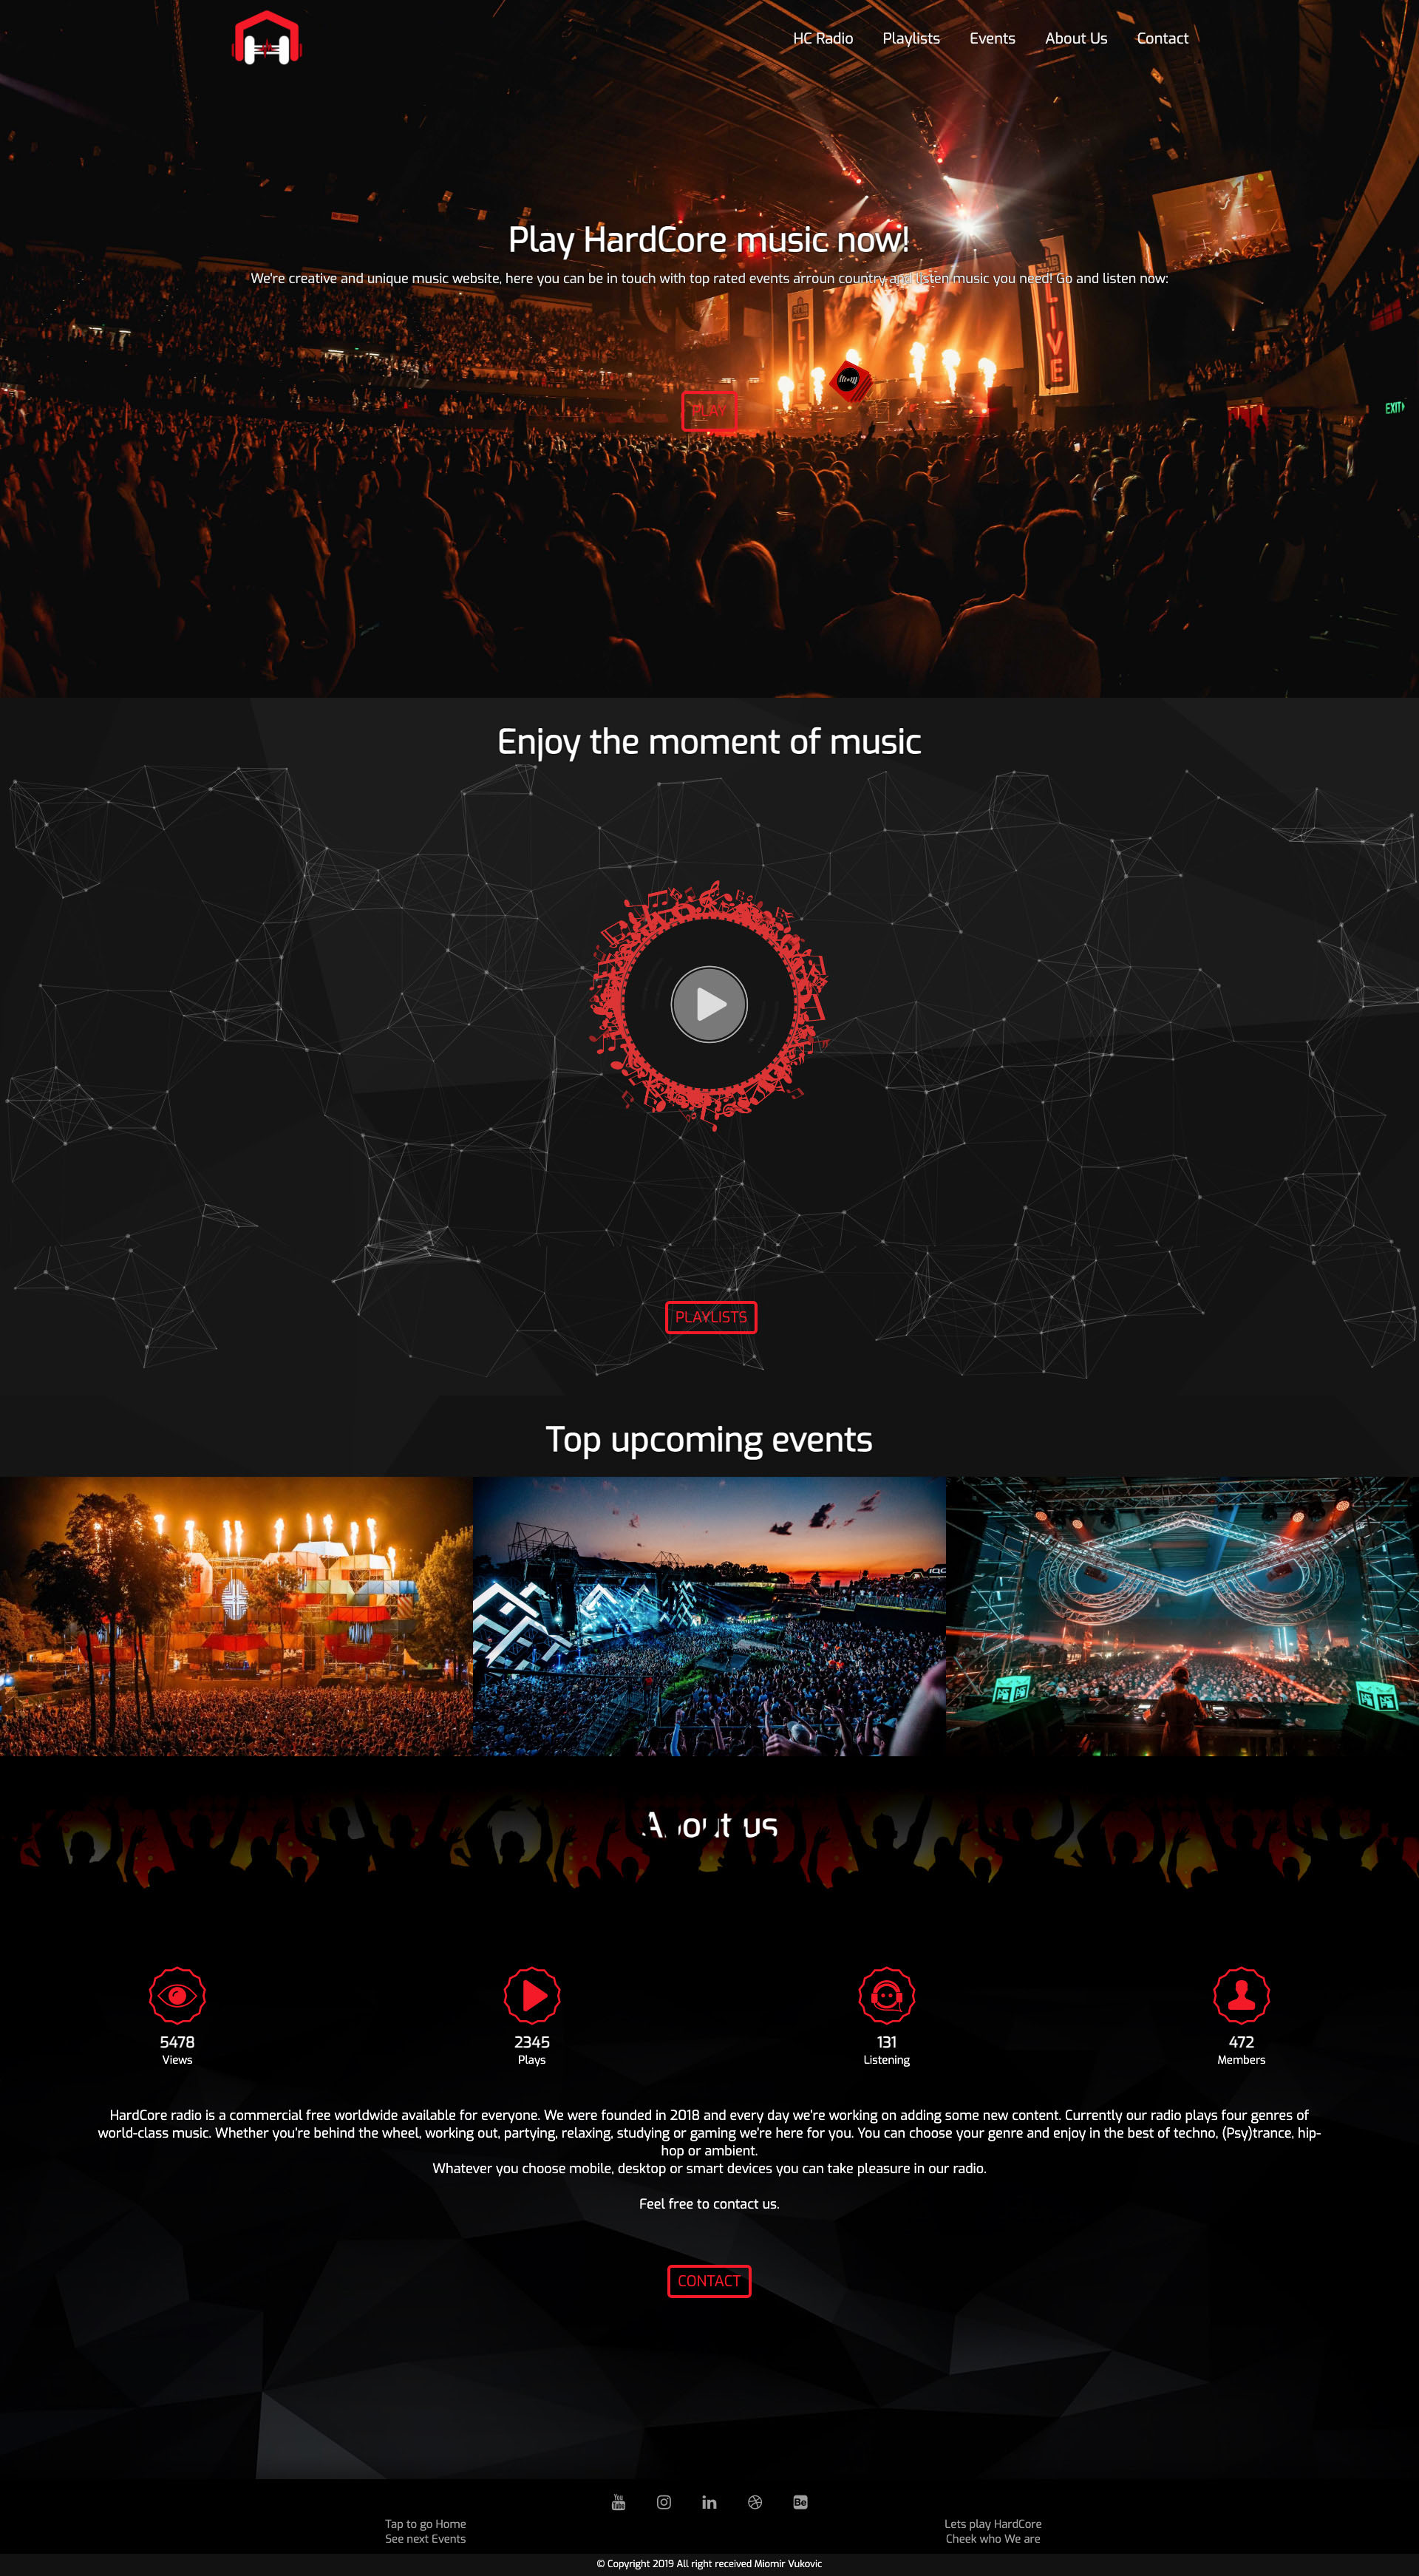 HC Radio Playlists Events About Us Contact
Play HardCore music now!
We're creative and unique music website, here you can be in touch with top rated events arroun country and listen music you need! Go and listen now:
LIVE
LIVE
EXIT
PLAY
Enjoy the moment of music
PLAYLISTS
Top upcoming events
About us
5478
Views
2345
Plays
131
Listening
472
Members
HardCore radio is a commercial free worldwide available for everyone. We were founded in 2018 and every day we're working on adding some new content. Currently our radio plays four genres of
world-class music. Whether you're behind the wheel, working out, partying, relaxing, studying or gaming we're here for you. You can choose your genre and enjoy in the best of techno, (Psy)trance, hip-
hop or ambient.
Whatever you choose mobile, desktop or smart devices you can take pleasure in our radio.
Feel free to contact us.
CONTACT
You Tube
in
Bē
Tap to go Home
See next Events
Lets play HardCore
Cheek who We are
© Copyright 2019 All right received Miomir Vukovic